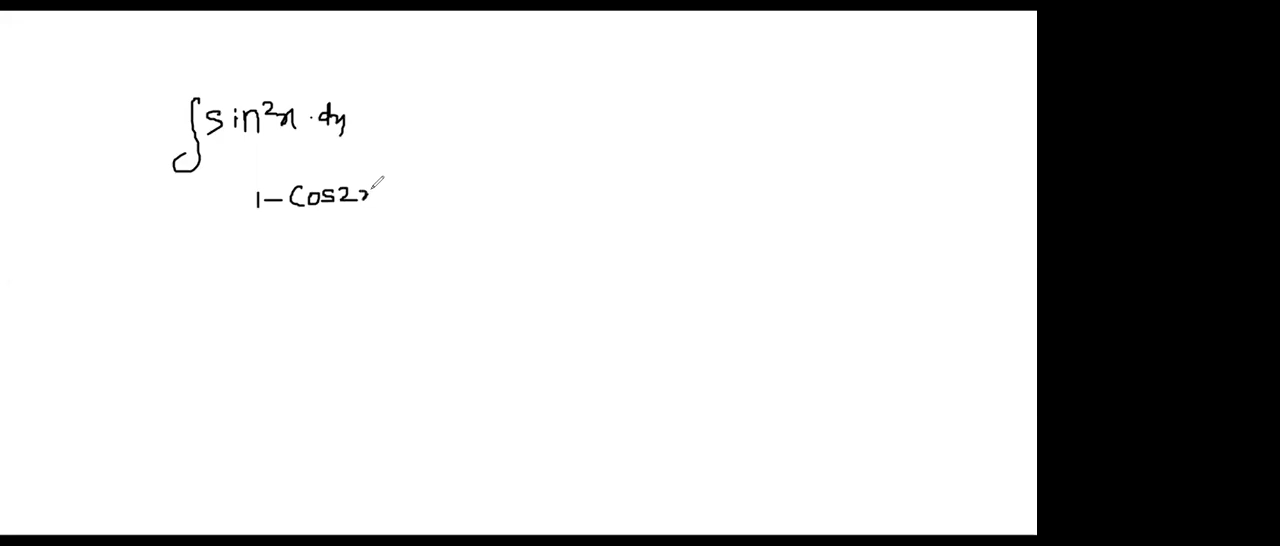 ∫sin²x · dx
1 - Cos2x